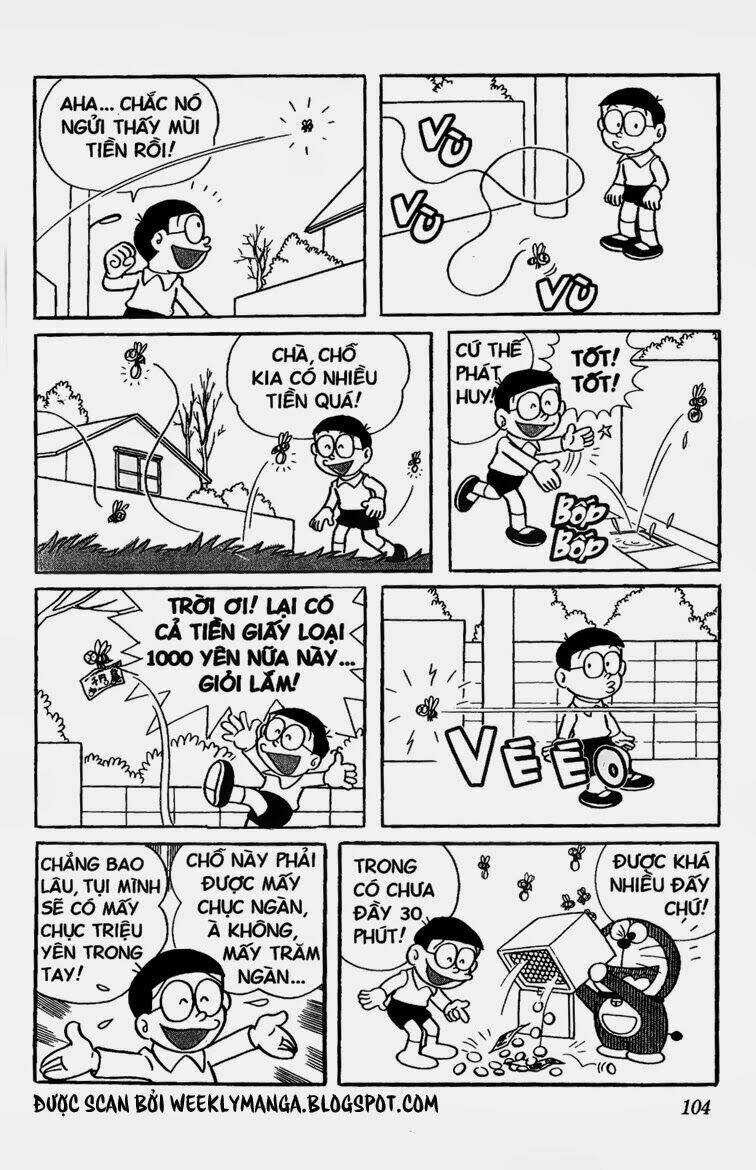 AHA... CHẮC NÓ
NGỬI THẤY MÙI
TIỀN RỒI!
VÙ
VÙ
VÙ
CHÀ, CHỖ
KIA CÓ NHIỀU
TIỀN QUÁ!
CỨ THẾ
PHÁT
HUY!
TỐT!
TỐT!
BỐP
BỐP
TRỜI ƠI! LẠI CÓ
CẢ TIỀN GIẤY LOẠI
1000 YÊN NỮA NÀY...
GIỎI LẮM!
VÈO
CHẲNG BAO
LÂU, TỤI MÌNH
SẼ CÓ MẤY
CHỤC TRIỆU
YÊN TRONG
TAY!
CHỖ NÀY PHẢI
ĐƯỢC MẤY
CHỤC NGÀN,
À KHÔNG,
MẤY TRĂM
NGÀN...
TRONG
CÓ CHƯA
ĐẦY 30
PHÚT!
ĐƯỢC KHÁ
NHIỀU ĐẤY
CHỨ!
ĐƯỢC SCAN BỞI WEEKLYMANGA.BLOGSPOT.COM
104